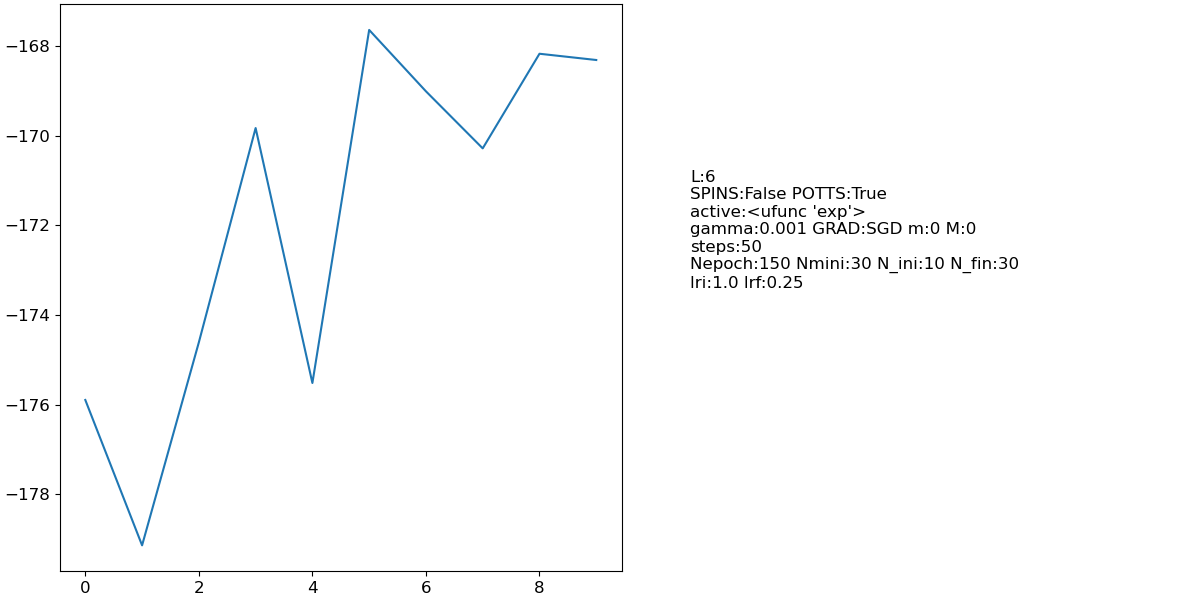 −168
−170
−172
−174
−176
−178
0 2 4 6 8
L:6
SPINS:False POTTS:True
active:<ufunc 'exp'>
gamma:0.001 GRAD:SGD m:0 M:0
steps:50
Nepoch:150 Nmini:30 N_ini:10 N_fin:30
lri:1.0 lrf:0.25